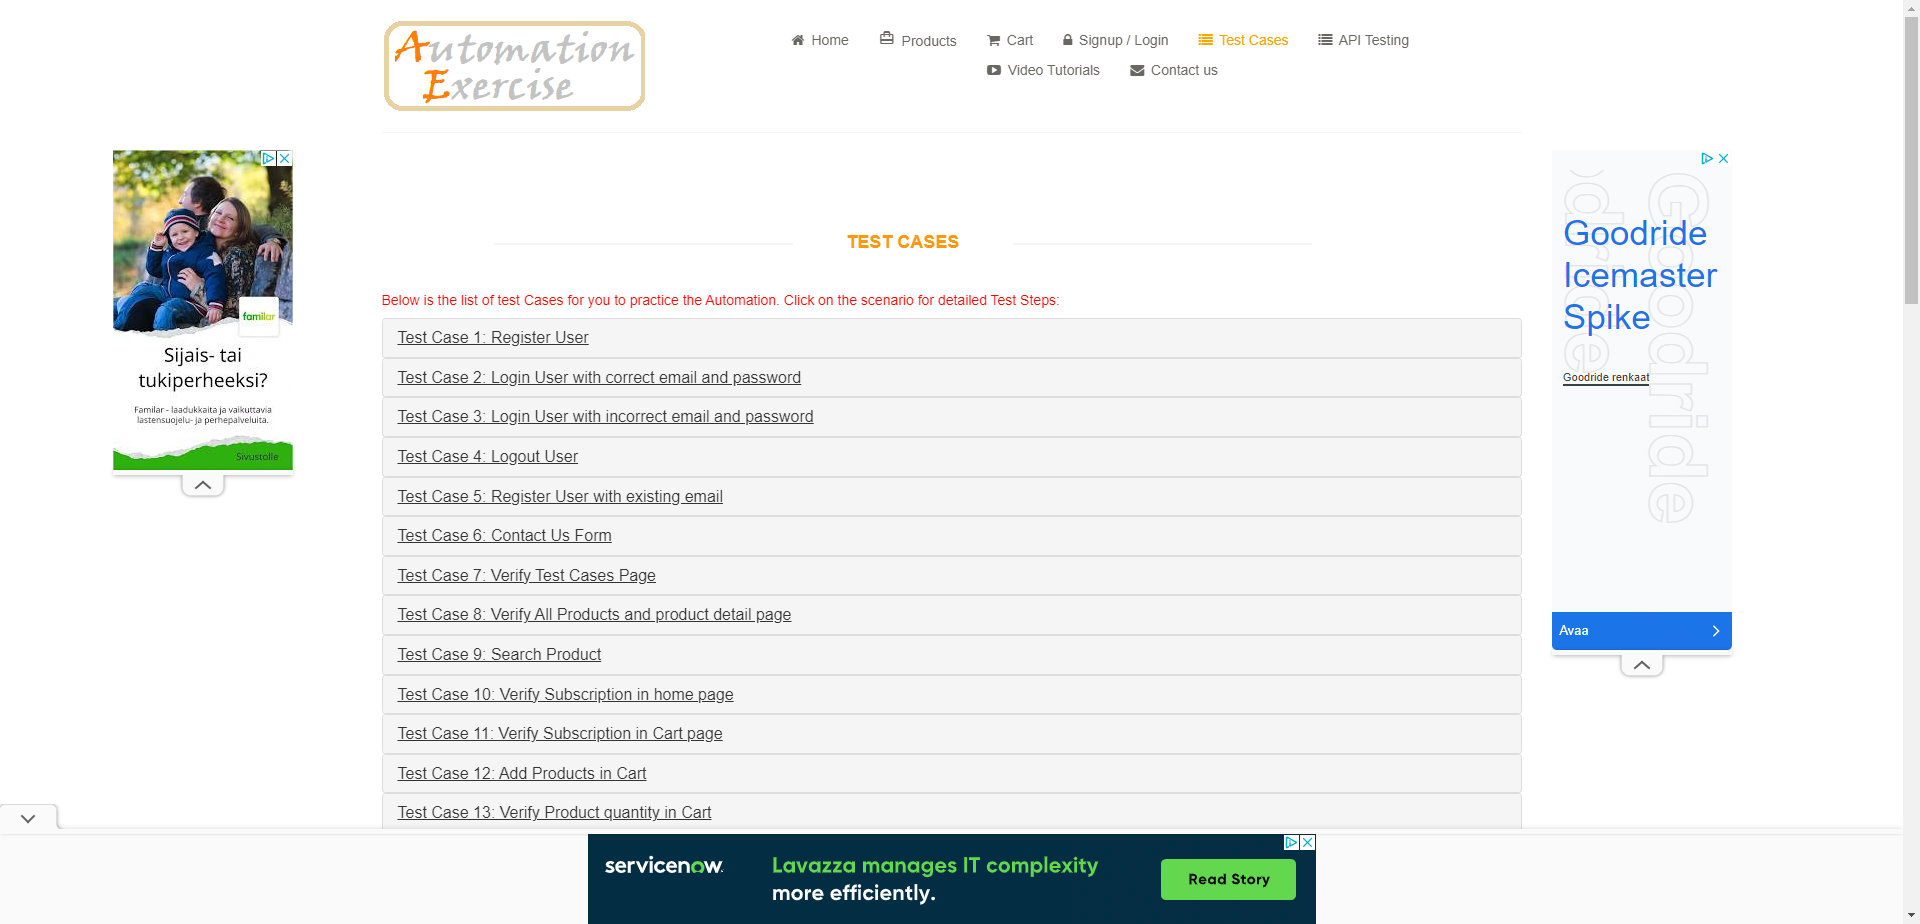 Automation
Exercise
Home
Products
Cart
Signup / Login
Test Cases
API Testing
Video Tutorials
Contact us
familar
Sijais- tai
tukiperheeksi?
Familar - laadukkaita ja vaikuttavia
lastensuojelu- ja perhepalveluita.
Sivustolle
TEST CASES
Below is the list of test Cases for you to practice the Automation. Click on the scenario for detailed Test Steps:
Test Case 1: Register User
Test Case 2: Login User with correct email and password
Test Case 3: Login User with incorrect email and password
Test Case 4: Logout User
Test Case 5: Register User with existing email
Test Case 6: Contact Us Form
Test Case 7: Verify Test Cases Page
Test Case 8: Verify All Products and product detail page
Test Case 9: Search Product
Test Case 10: Verify Subscription in home page
Test Case 11: Verify Subscription in Cart page
Test Case 12: Add Products in Cart
Test Case 13: Verify Product quantity in Cart
Goodride
Goodride
Icemaster
Spike
Goodride renkaat
Avaa
servicenow.
Lavazza manages IT complexity
more efficiently.
Read Story